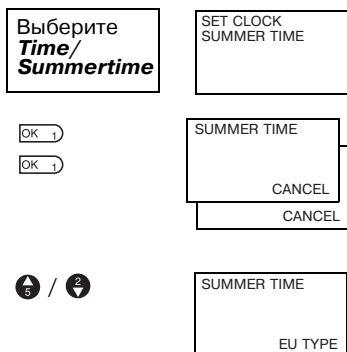 Выберите
Time/
Summertime
SET CLOCK
SUMMER TIME
OK 1
OK 1
SUMMER TIME
CANCEL
CANCEL
5 / 2
SUMMER TIME
EU TYPE